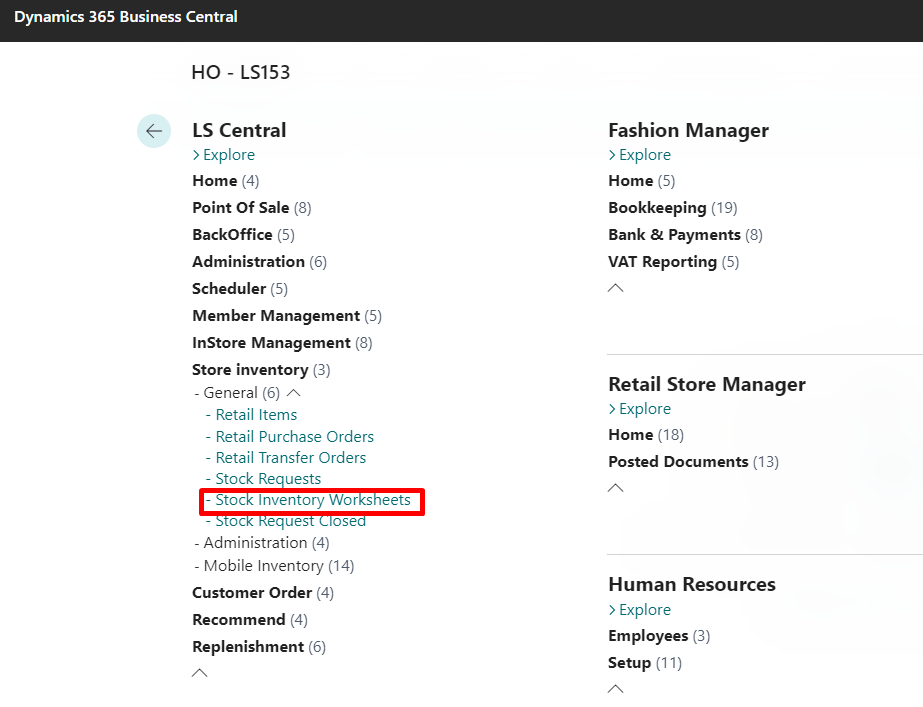 Dynamics 365 Business Central
HO - LS153
LS Central
> Explore
Home (4)
Point Of Sale (8)
BackOffice (5)
Administration (6)
Scheduler (5)
Member Management (5)
InStore Management (8)
Store inventory (3)
- General (6)
- Retail Items
- Retail Purchase Orders
- Retail Transfer Orders
- Stock Requests
- Stock Inventory Worksheets
- Stock Request Closed
- Administration (4)
- Mobile Inventory (14)
Customer Order (4)
Recommend (4)
Replenishment (6)
Fashion Manager
> Explore
Home (5)
Bookkeeping (19)
Bank & Payments (8)
VAT Reporting (5)
Retail Store Manager
> Explore
Home (18)
Posted Documents (13)
Human Resources
> Explore
Employees (3)
Setup (11)